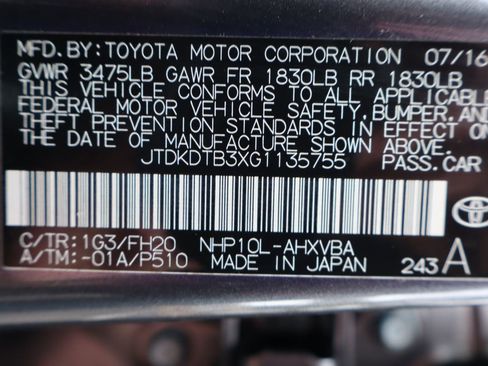 MFD.BY: TOYOTA MOTOR CORPORATION 07/16
GVWR 3475LB GAWR FR 1830LB RR 1830LB
THIS VEHICLE CONFORMS TO ALL APPLICABLE
FEDERAL MOTOR VEHICLE SAFETY, BUMPER, AND
THEFT PREVENTION STANDARDS IN EFFECT ON
THE DATE OF MANUFACTURE SHOWN ABOVE.
JTDKDTB3XG1135755 PASS.CAR
C/TR: 1G3/FH20 NHP10L-AHXVBA
A/TM: -01A/P510 MADE IN JAPAN 243 A